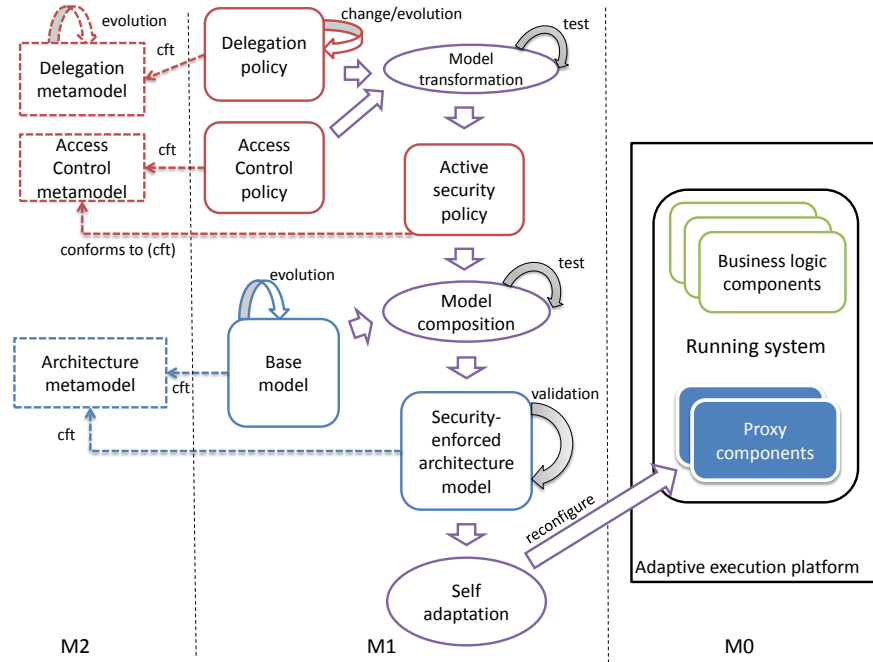 evolution
cft
Delegation
metamodel
Delegation
policy
change/evolution
Model
transformation
test
Access
Control
metamodel
cft
Access
Control
policy
Active
security
policy
conforms to (cft)
evolution
Model
composition
test
Architecture
metamodel
cft
Base
model
cft
Security-
enforced
architecture
model
validation
reconfigure
Self
adaptation
Business logic
components
Running system
Proxy
components
Adaptive execution platform
M2
M1
M0